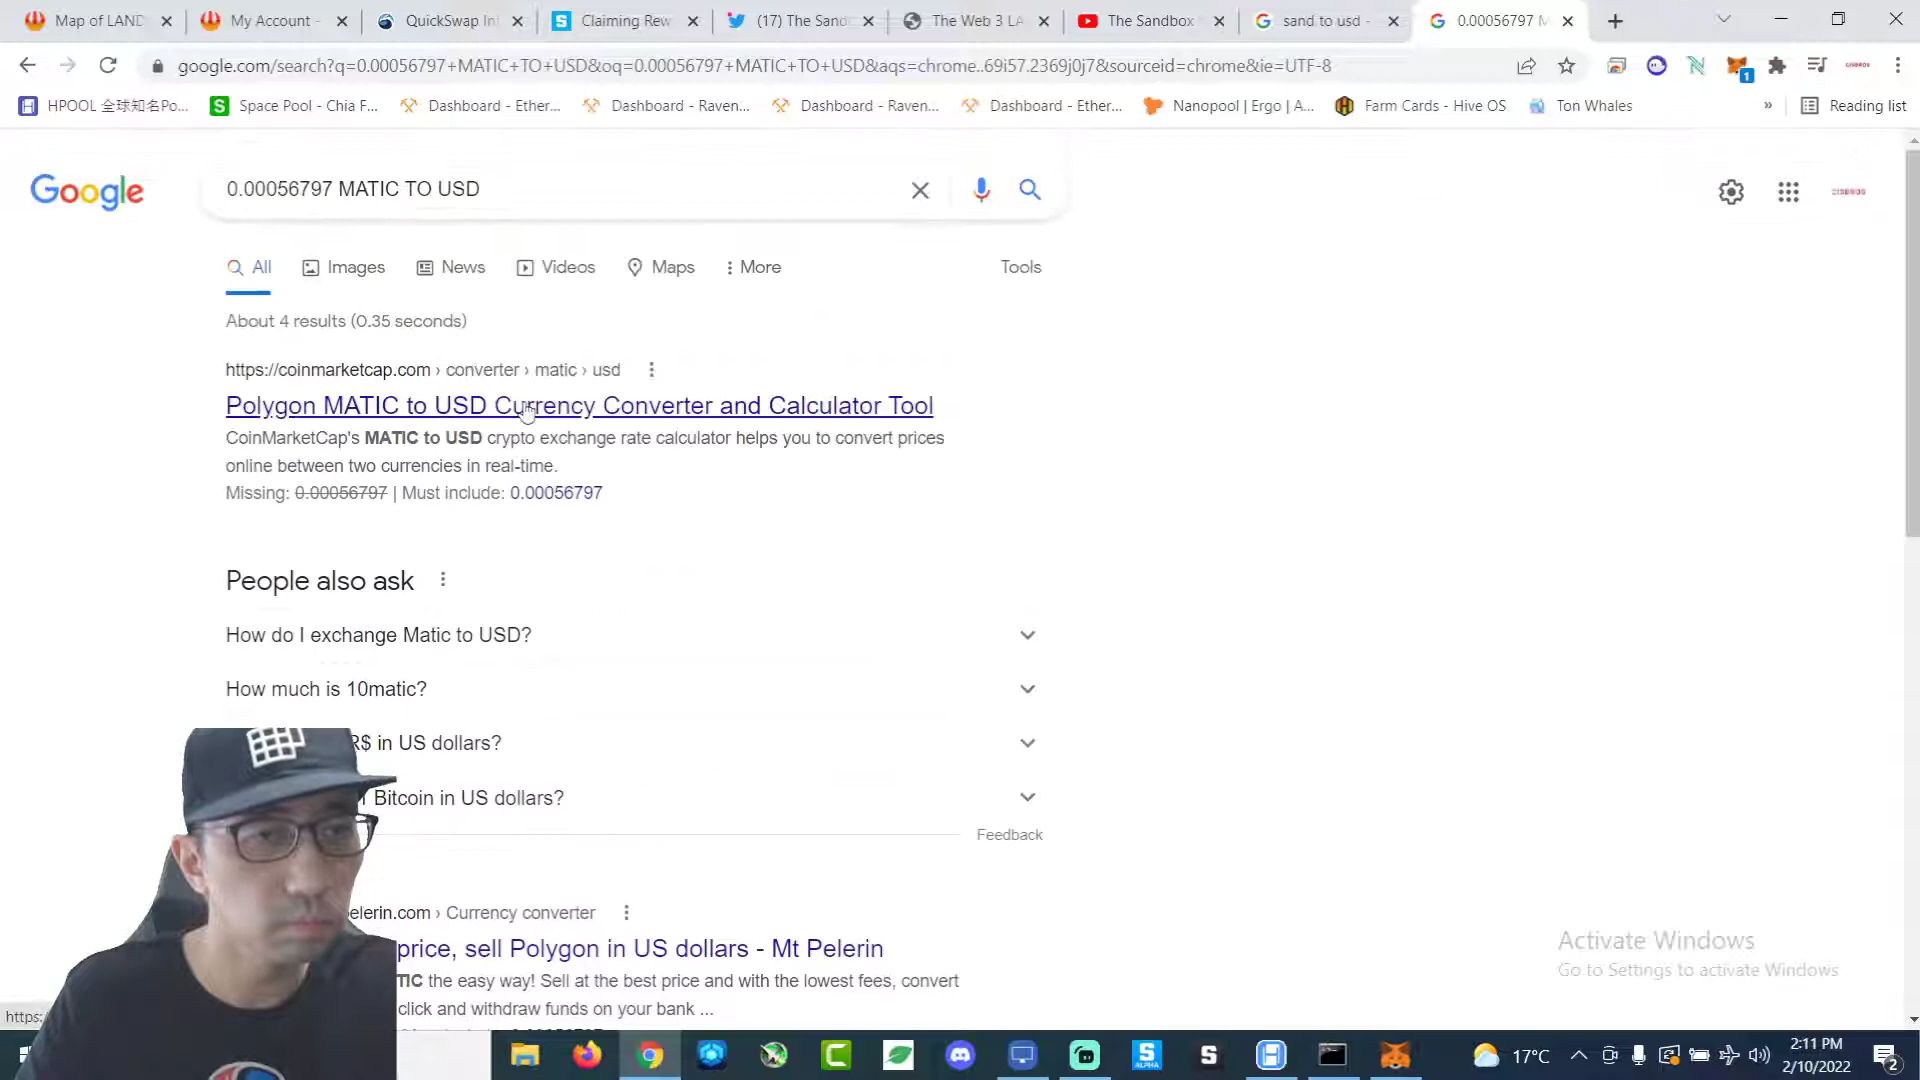 Map of LAND
My Account -
QuickSwap In
Claiming Rew
(17) The Sand
The Web 3 LA
The Sandbox
sand to usd -
0.00056797 M
google.com/search?q=0.00056797+MATIC+TO+USD&oq=0.00056797+MATIC+TO+USD&aqs=chrome..69i57.2369j0j7&sourceid=chrome&ie=UTF-8
1
HPOOL 全球知名Po...
Space Pool - Chia F...
Dashboard - Ether...
Dashboard - Raven...
Dashboard - Raven...
Dashboard - Ether...
Nanopool | Ergo | A...
Farm Cards - Hive OS
Ton Whales
»
Reading list
Google
0.00056797 MATIC TO USD
All
Images
News
Videos
Maps
More
Tools
About 4 results (0.35 seconds)
https://coinmarketcap.com › converter › matic › usd
Polygon MATIC to USD Currency Converter and Calculator Tool
CoinMarketCap's MATIC to USD crypto exchange rate calculator helps you to convert prices
online between two currencies in real-time.
Missing: 0.00056797 | Must include: 0.00056797
People also ask
How do I exchange Matic to USD?
How much is 10matic?
R$ in US dollars?
Bitcoin in US dollars?
Feedback
elerin.com › Currency converter
price, sell Polygon in US dollars - Mt Pelerin
TIC the easy way! Sell at the best price and with the lowest fees, convert
click and withdraw funds on your bank ...
Activate Windows
Go to Settings to activate Windows
https:
ALPHA
17°C
2:11 PM
2/10/2022
2